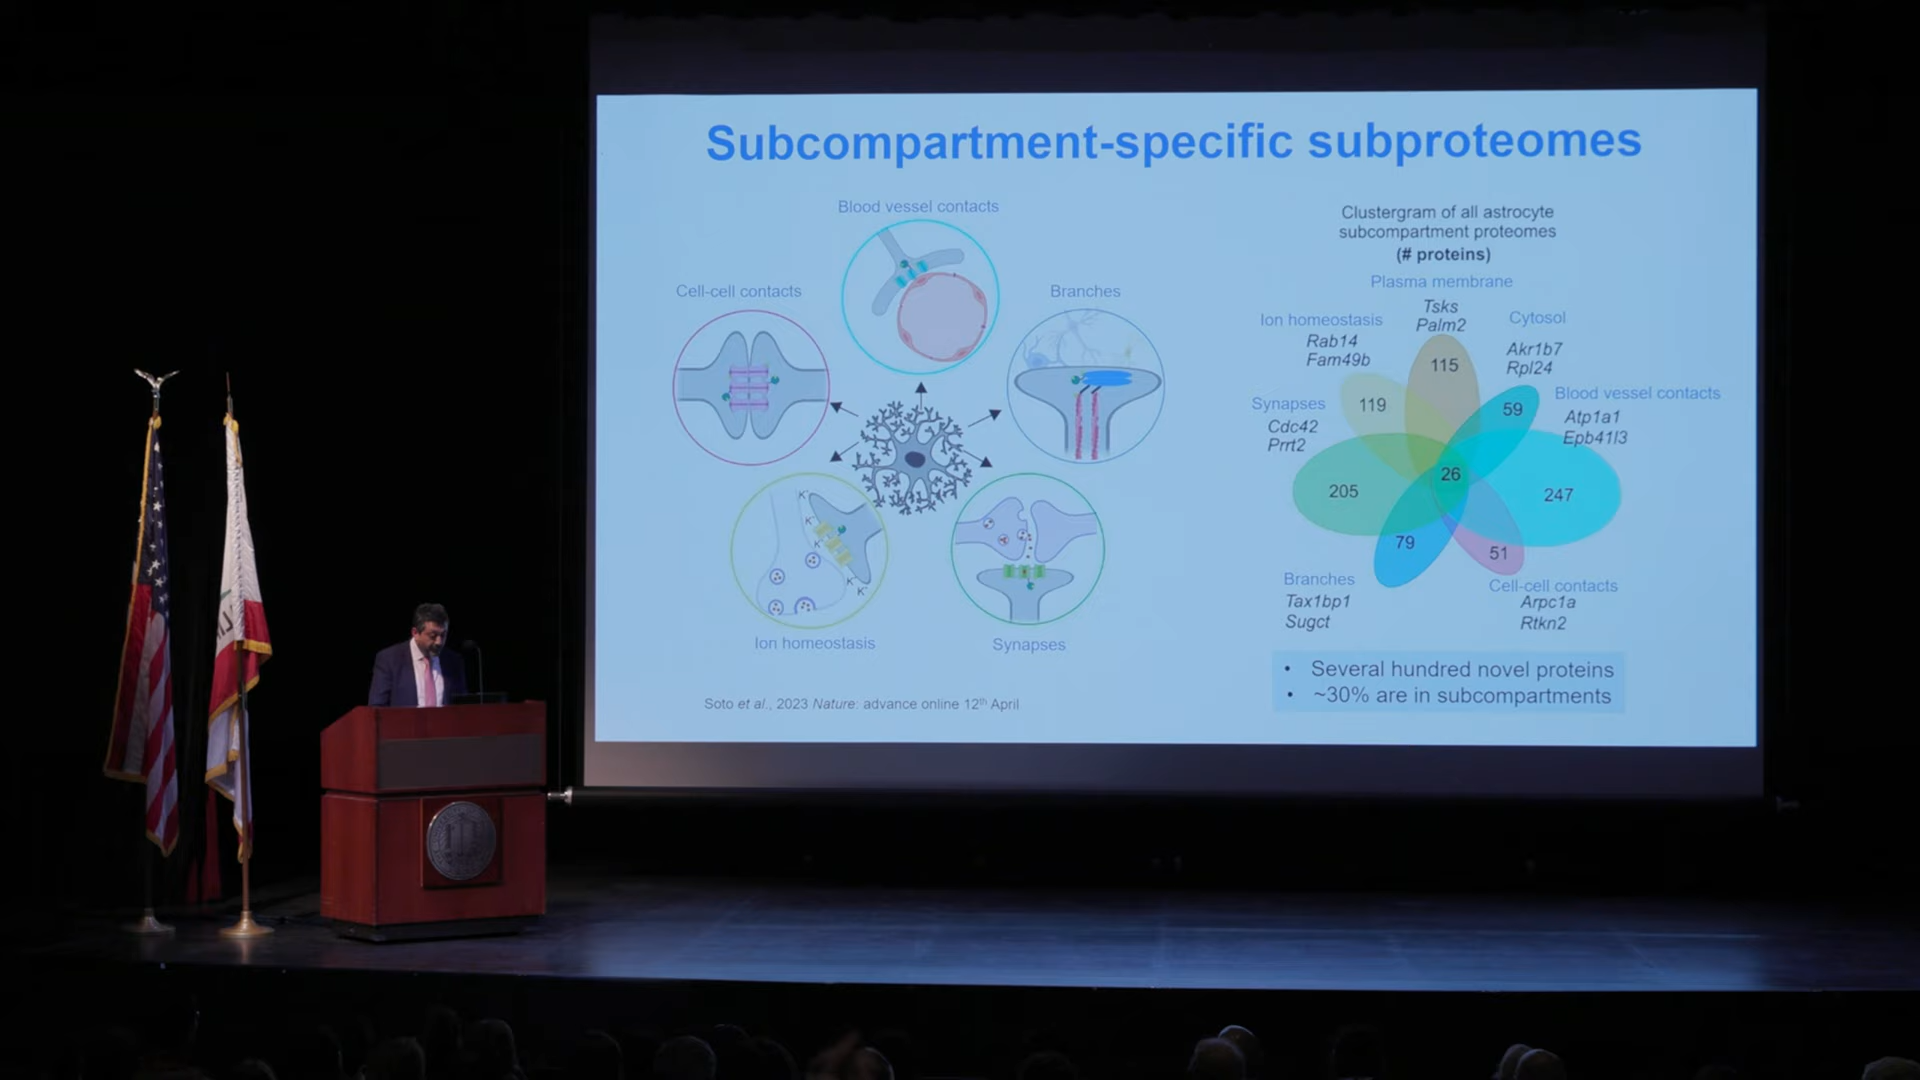 Subcompartment-specific subproteomes
Blood vessel contacts
Cell-cell contacts
Branches
K⁺
K⁺
K⁺
K⁺
K⁺
Ion homeostasis
Synapses
Soto et al., 2023 Nature: advance online 12th April
Clustergram of all astrocyte
subcompartment proteomes
(# proteins)
Plasma membrane
Tsks
Palm2
Ion homeostasis
Rab14
Fam49b
Cytosol
Akr1b7
Rpl24
Synapses
Cdc42
Prrt2
Blood vessel contacts
Atp1a1
Epb41l3
115
119
59
26
205
247
79
51
Branches
Tax1bp1
Sugct
Cell-cell contacts
Arpc1a
Rtkn2
• Several hundred novel proteins
• ~30% are in subcompartments